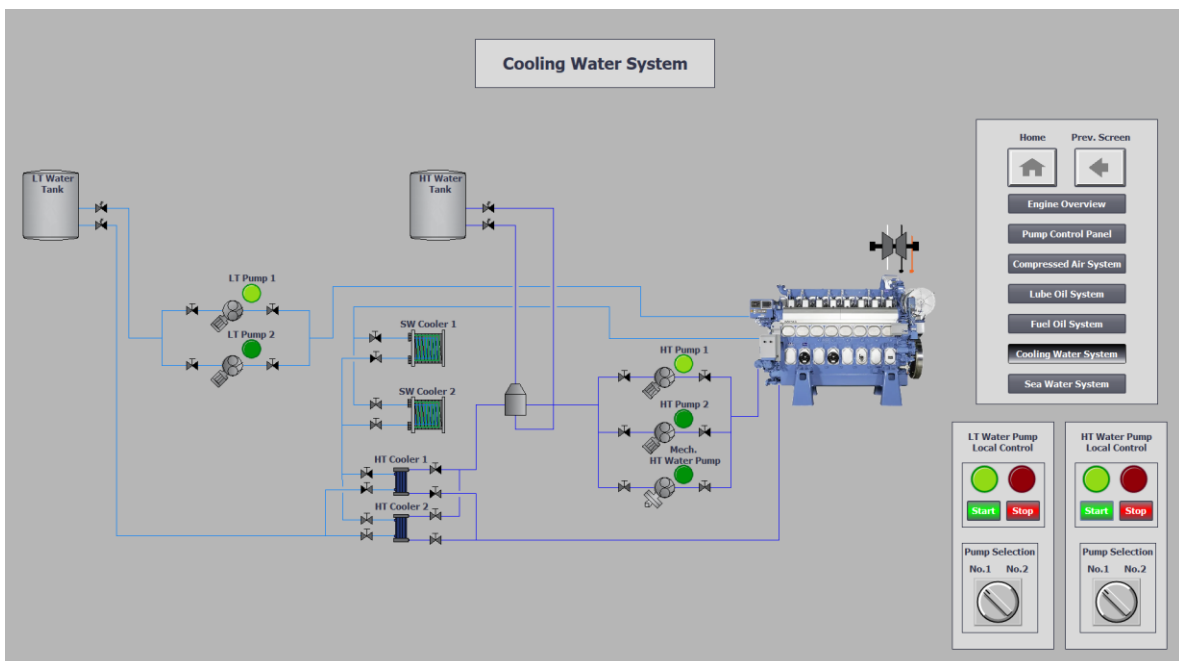 Cooling Water System
Home Prev. Screen
LT Water
Tank
HT Water
Tank
Engine Overview
Pump Control Panel
Compressed Air System
Lube Oil System
Fuel Oil System
Cooling Water System
Sea Water System
LT Pump 1
LT Pump 2
SW Cooler 1
SW Cooler 2
HT Cooler 1
HT Cooler 2
HT Pump 1
HT Pump 2
Mech.
HT Water Pump
LT Water Pump
Local Control
Start Stop
Pump Selection
No.1 No.2
HT Water Pump
Local Control
Start Stop
Pump Selection
No.1 No.2